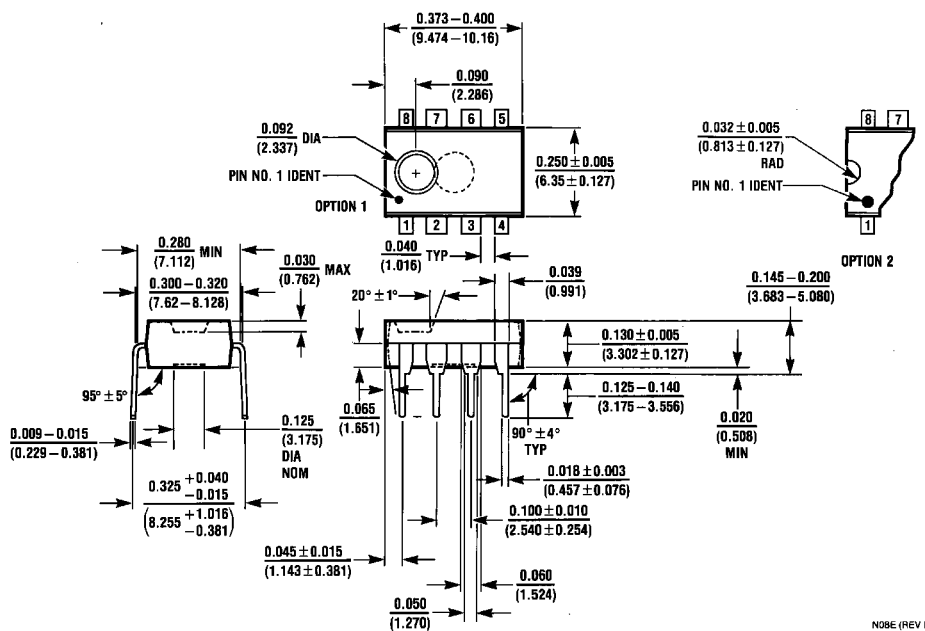 0.373 – 0.400
(9.474 – 10.16)
0.090
(2.286)
8 7 6 5
0.092 DIA
(2.337)
PIN NO. 1 IDENT
OPTION 1
1 2 3 4
0.250 ± 0.005
(6.35 ± 0.127)
0.032 ± 0.005
(0.813 ± 0.127)
RAD
PIN NO. 1 IDENT
8 7
1
OPTION 2
0.280 MIN
(7.112)
0.300 – 0.320
(7.62 – 8.128)
0.030 MAX
(0.762)
0.040 TYP
(1.016)
20° ± 1°
0.039
(0.991)
0.145 – 0.200
(3.683 – 5.080)
0.130 ± 0.005
(3.302 ± 0.127)
0.125 – 0.140
(3.175 – 3.556)
0.020
(0.508)
MIN
95° ± 5°
0.009 – 0.015
(0.229 – 0.381)
0.125
(3.175)
DIA
NOM
0.065
(1.651)
90° ± 4°
TYP
0.018 ± 0.003
(0.457 ± 0.076)
0.325 +0.040
−0.015
(8.255 +1.016
−0.381)
0.100 ± 0.010
(2.540 ± 0.254)
0.045 ± 0.015
(1.143 ± 0.381)
0.060
(1.524)
0.050
(1.270)
N08E (REV